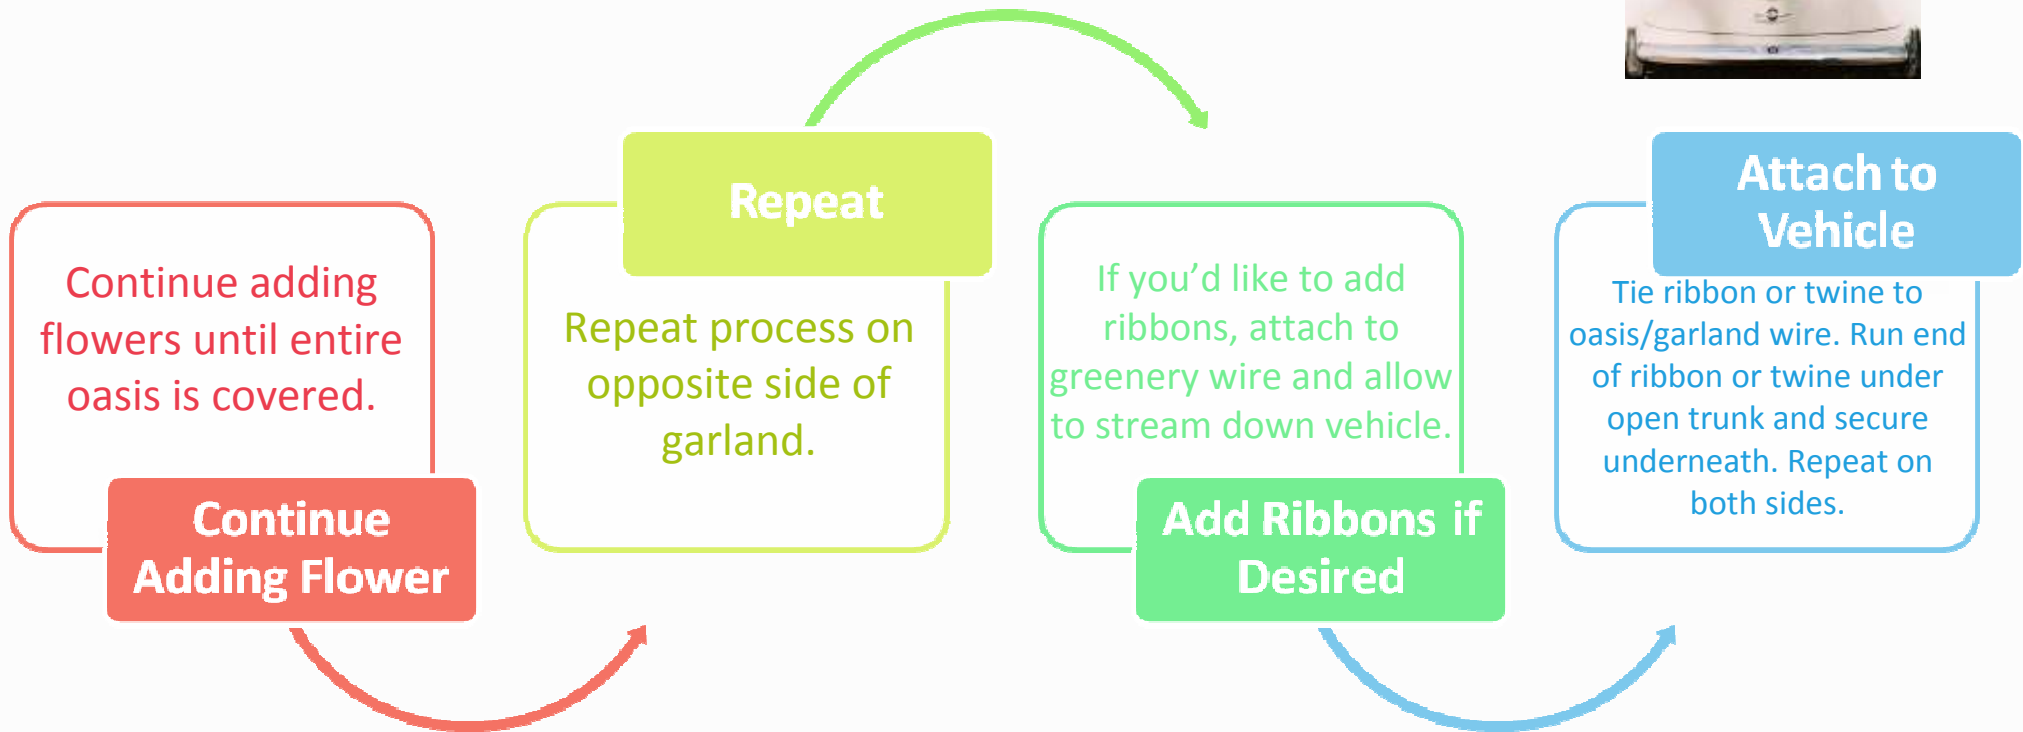 Continue adding
flowers until entire
oasis is covered.
Continue
Adding Flower
Repeat
Repeat process on
opposite side of
garland.
If you’d like to add
ribbons, attach to
greenery wire and allow
to stream down vehicle.
Add Ribbons if
Desired
Attach to
Vehicle
Tie ribbon or twine to
oasis/garland wire. Run end
of ribbon or twine under
open trunk and secure
underneath. Repeat on
both sides.